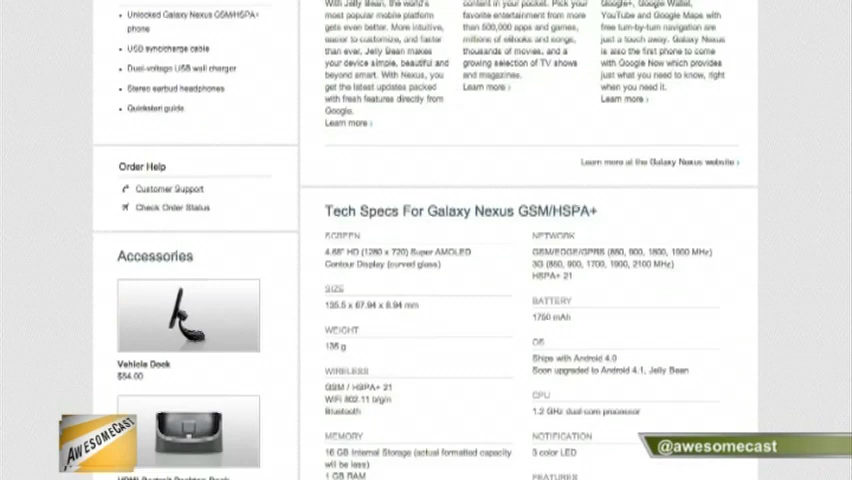 Unlocked Galaxy Nexus GSM/HSPA+
phone
USB sync/charge cable
Dual-voltage USB wall charger
Stereo earbud headphones
Quickstart guide
Order Help
Customer Support
Check Order Status
Accessories
Vehicle Dock
$54.00
HDMI Portrait Desktop Dock
With Jelly Bean, the world's
most popular mobile platform
gets even better. More intuitive,
easier to customize, and faster
than ever, Jelly Bean makes
your device simple, beautiful and
beyond smart. With Nexus, you
get the latest updates packed
with fresh features directly from
Google.
Learn more ›
content in your pocket. Pick your
favorite entertainment from more
than 500,000 apps and games,
millions of eBooks and songs,
thousands of movies, and a
growing selection of TV shows
and magazines.
Learn more ›
Google+, Google Wallet,
YouTube and Google Maps with
free turn-by-turn navigation are
just a touch away. Galaxy Nexus
is also the first phone to come
with Google Now which provides
just what you need to know, right
when you need it.
Learn more ›
Learn more at the Galaxy Nexus website ›
Tech Specs For Galaxy Nexus GSM/HSPA+
SCREEN
4.65" HD (1280 x 720) Super AMOLED
Contour Display (curved glass)
SIZE
135.5 x 67.94 x 8.94 mm
WEIGHT
135 g
WIRELESS
GSM / HSPA+ 21
WiFi 802.11 b/g/n
Bluetooth
MEMORY
16 GB Internal Storage (actual formatted capacity
will be less)
1 GB RAM
NETWORK
GSM/EDGE/GPRS (850, 900, 1800, 1900 MHz)
3G (850, 900, 1700, 1900, 2100 MHz)
HSPA+ 21
BATTERY
1750 mAh
OS
Ships with Android 4.0
Soon upgraded to Android 4.1, Jelly Bean
CPU
1.2 GHz dual-core processor
NOTIFICATION
3 color LED
FEATURES
AWESOMECAST
@awesomecast